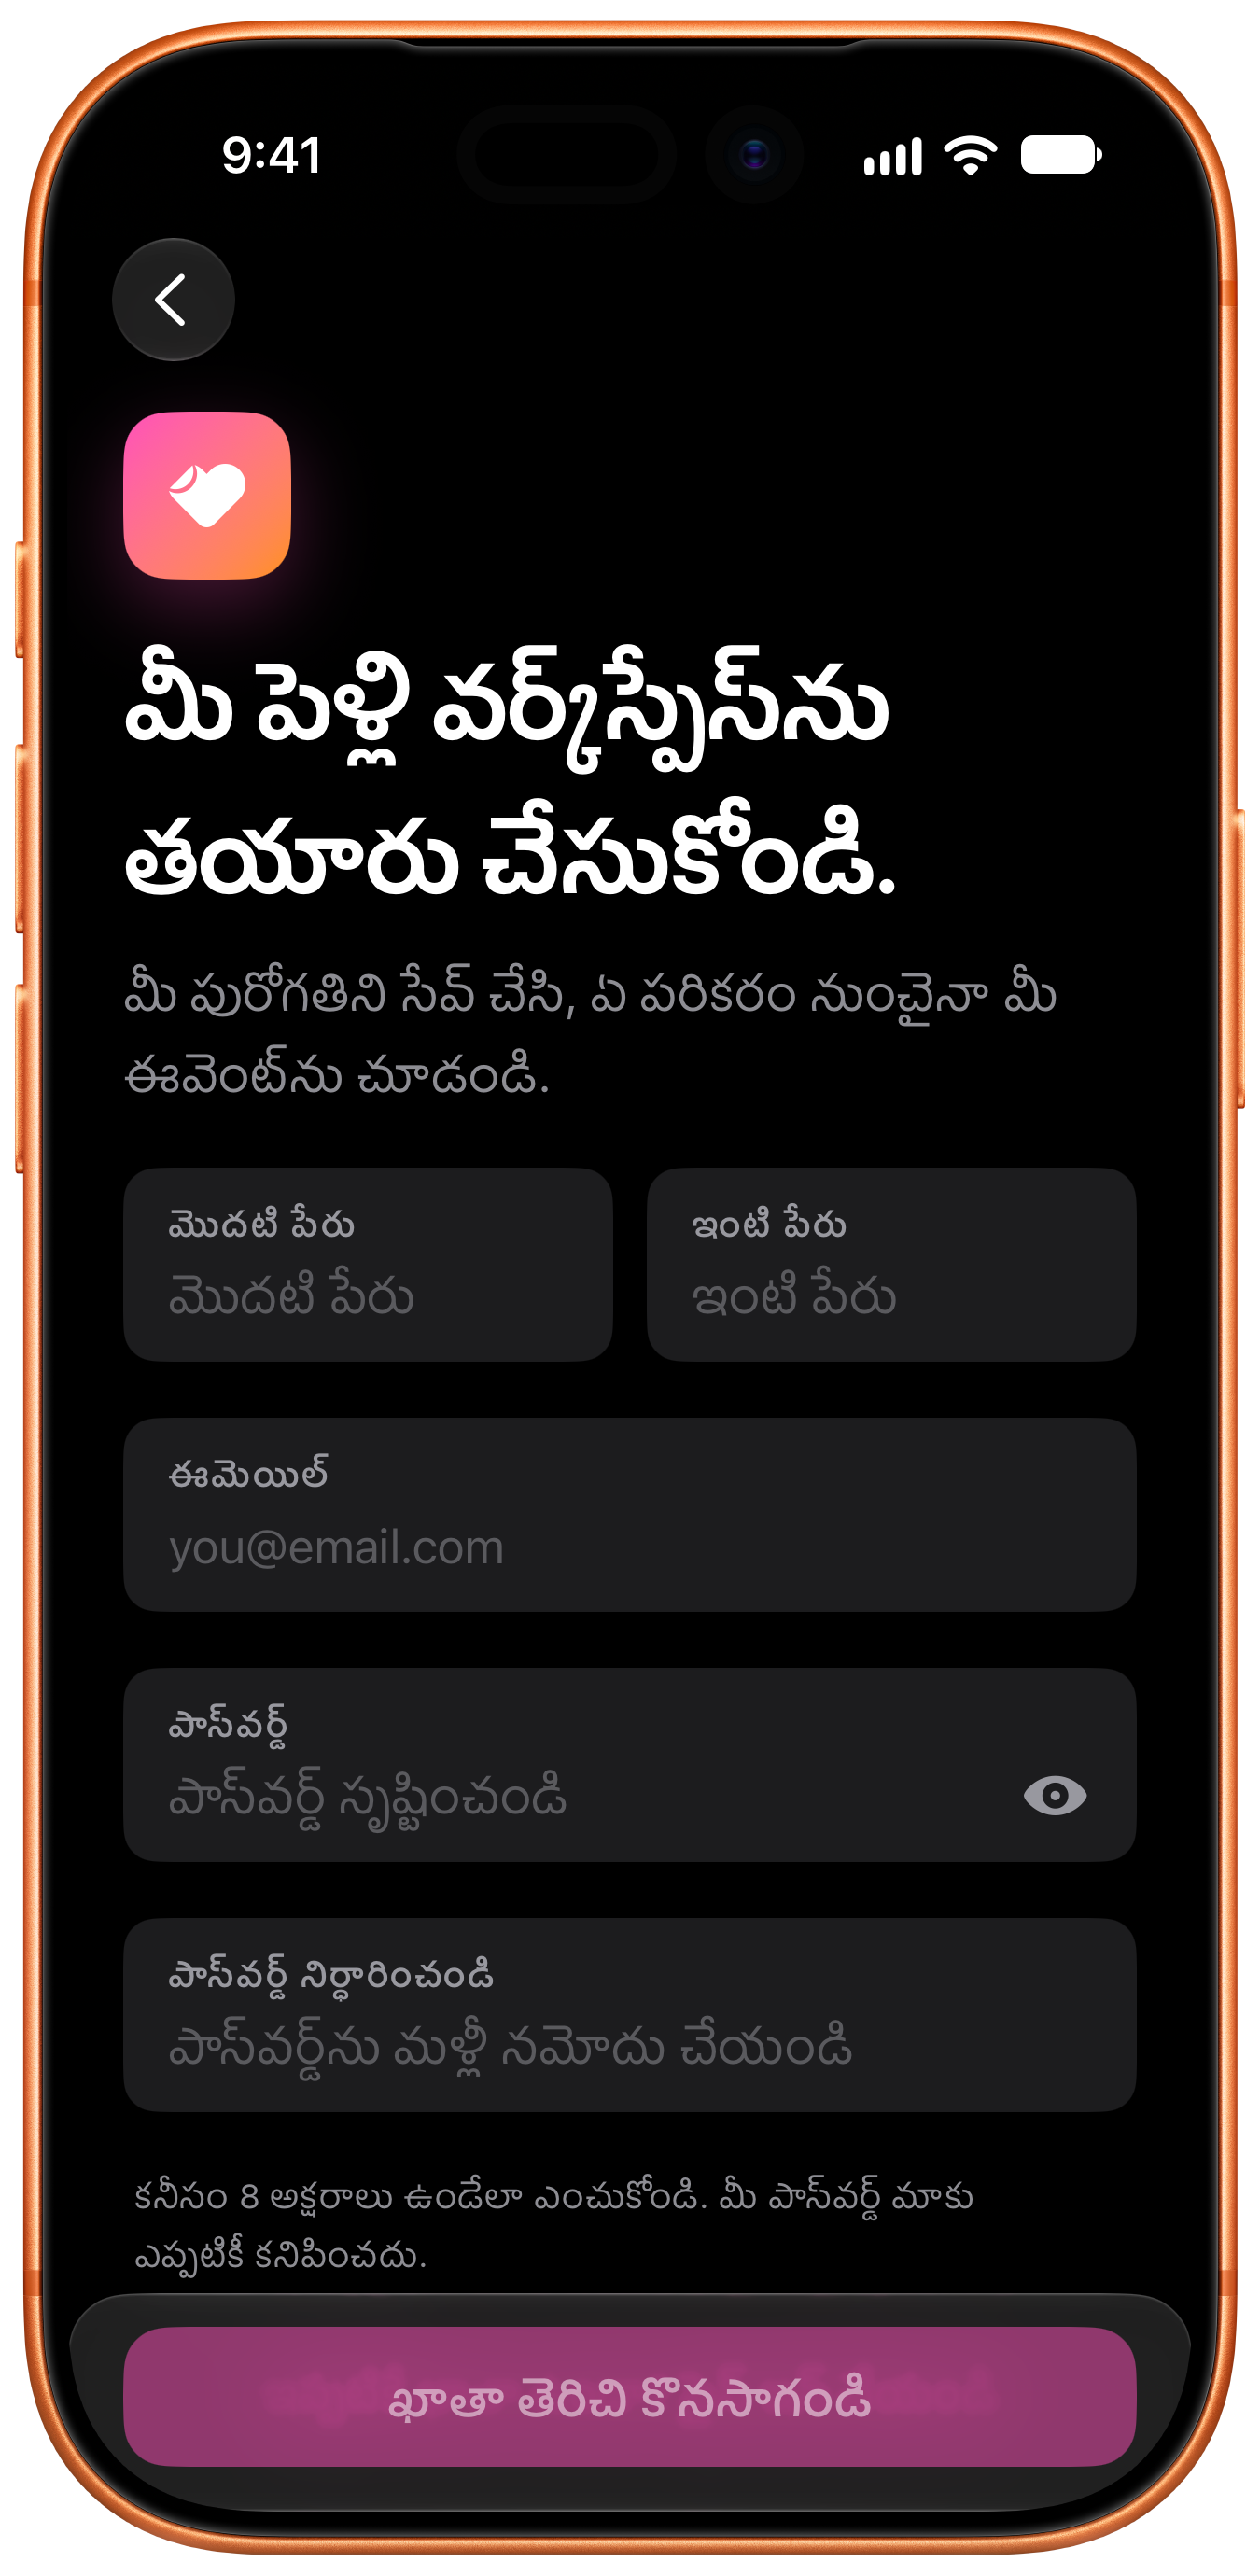 9:41
మీ పెళ్లి వర్క్‌స్పేస్‌ను
తయారు చేసుకోండి.
మీ పురోగతిని సేవ్ చేసి, ఏ పరికరం నుంచైనా మీ
ఈవెంట్‌ను చూడండి.
మొదటి పేరు
మొదటి పేరు
ఇంటి పేరు
ఇంటి పేరు
ఈమెయిల్
you@email.com
పాస్‌వర్డ్
పాస్‌వర్డ్ సృష్టించండి
పాస్‌వర్డ్ నిర్ధారించండి
పాస్‌వర్డ్‌ను మళ్లీ నమోదు చేయండి
కనీసం 8 అక్షరాలు ఉండేలా ఎంచుకోండి. మీ పాస్‌వర్డ్ మాకు
ఎప్పటికీ కనిపించదు.
ఖాతా తెరిచి కొనసాగండి